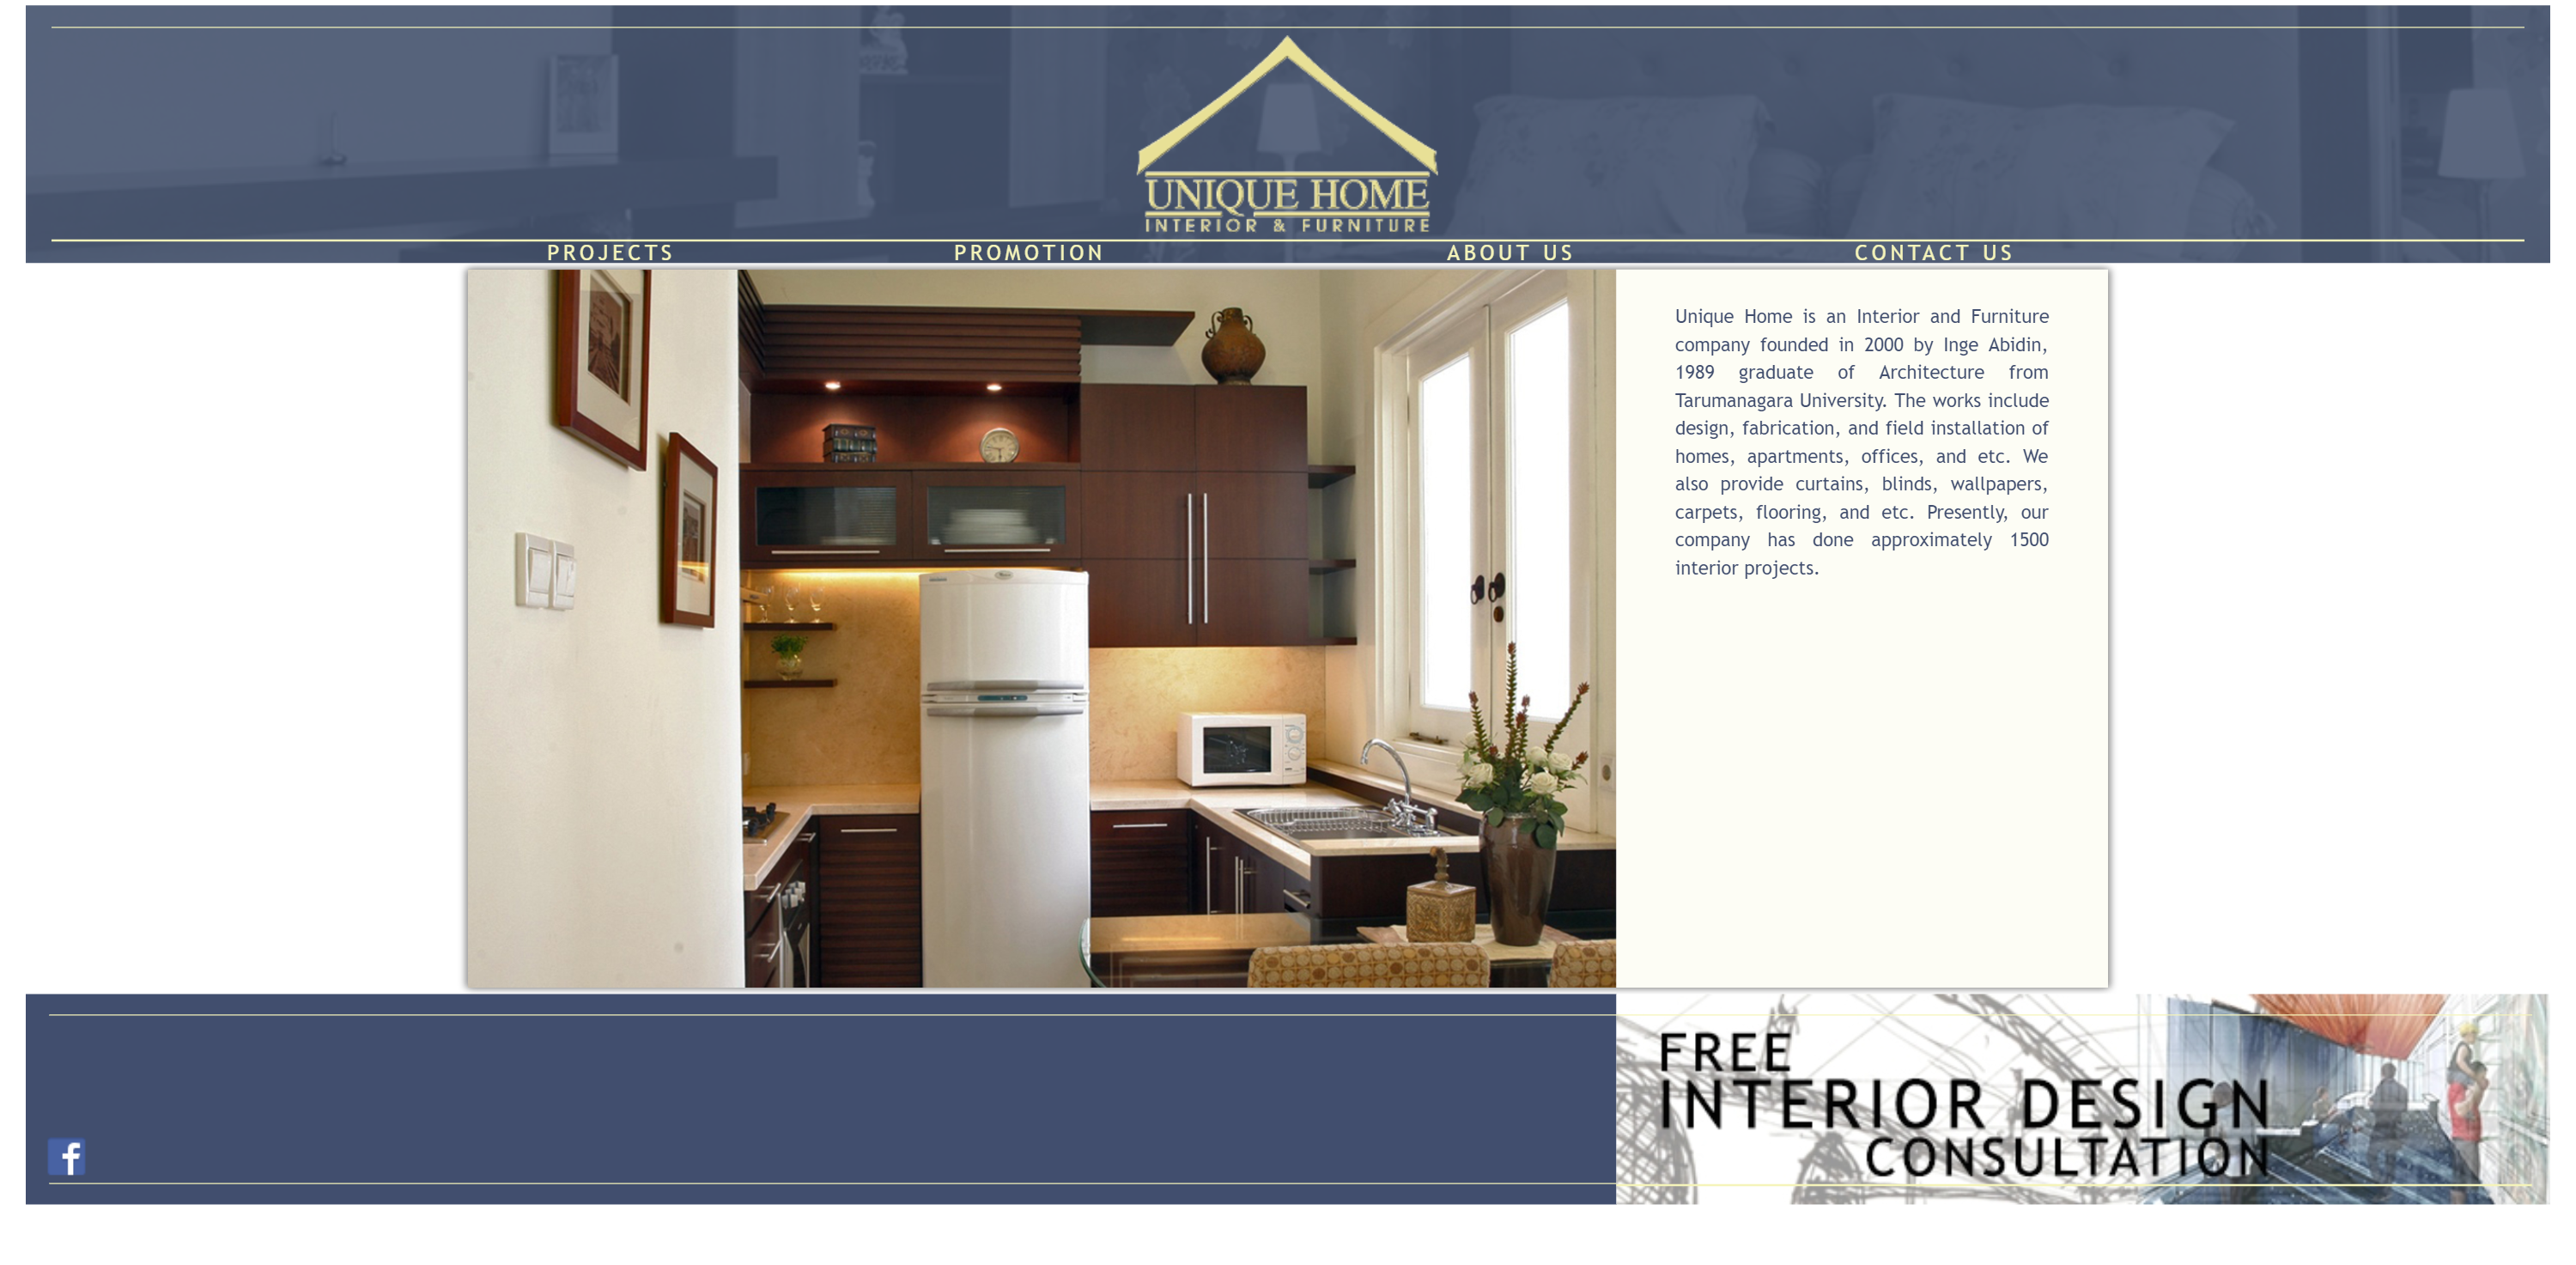 UNIQUE HOME
INTERIOR & FURNITURE
PROJECTS PROMOTION ABOUT US CONTACT US
Unique Home is an Interior and Furniture
company founded in 2000 by Inge Abidin,
1989 graduate of Architecture from
Tarumanagara University. The works include
design, fabrication, and field installation of
homes, apartments, offices, and etc. We
also provide curtains, blinds, wallpapers,
carpets, flooring, and etc. Presently, our
company has done approximately 1500
interior projects.
FREE
INTERIOR DESIGN
CONSULTATION